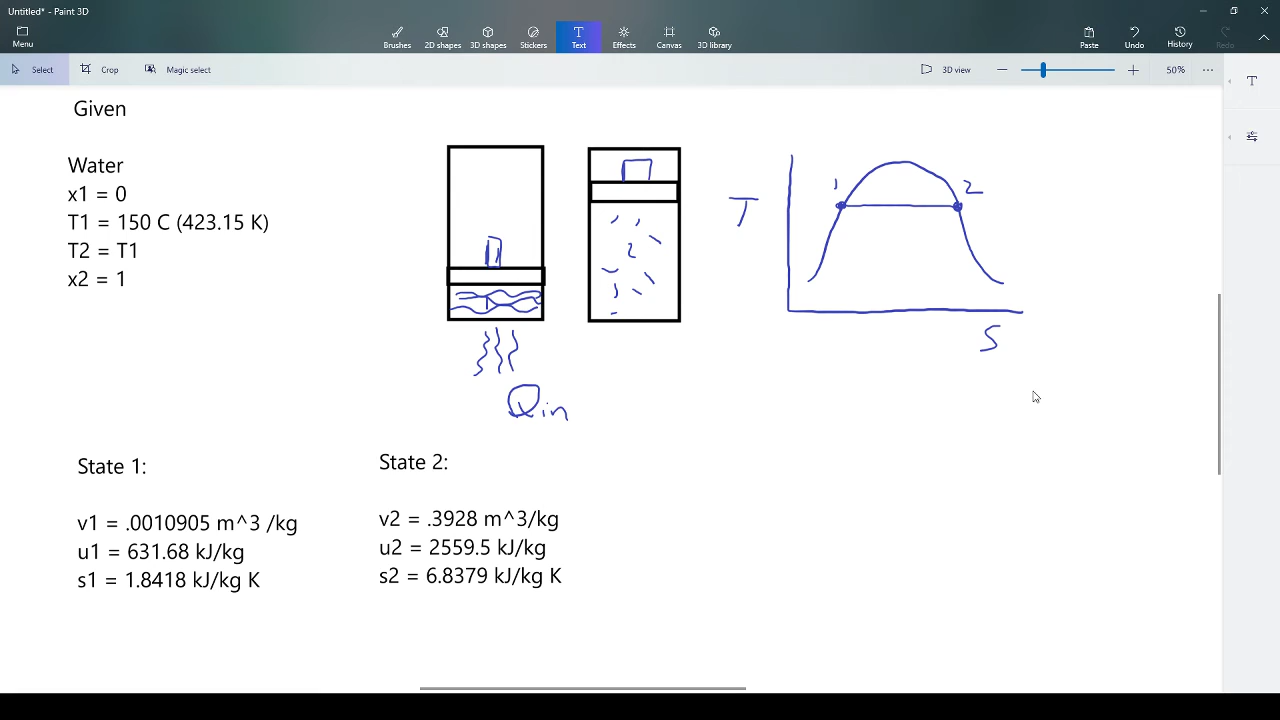 Untitled* - Paint 3D
Menu
Brushes
2D shapes
3D shapes
Stickers
Text
Effects
Canvas
3D library
Paste
Undo
History
Redo
Select
Crop
Magic select
3D view
50%
Given
Water
x1 = 0
T1 = 150 C (423.15 K)
T2 = T1
x2 = 1
1
2
T
1
2
S
Qin
State 1:
v1 = .0010905 m^3 /kg
u1 = 631.68 kJ/kg
s1 = 1.8418 kJ/kg K
State 2:
v2 = .3928 m^3/kg
u2 = 2559.5 kJ/kg
s2 = 6.8379 kJ/kg K